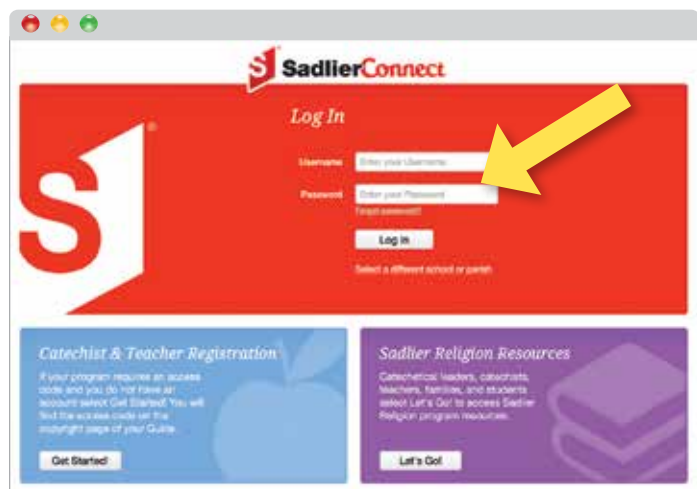 S SadlierConnect
Log In
Username Enter your Username
Password Enter your Password
Forgot password?
Log in
Select a different school or parish
S®
Catechist & Teacher Registration
If your program requires an access
code and you do not have an
account select Get Started! You will
find the access code on the
copyright page of your Guide.
Get Started!
Sadlier Religion Resources
Catechetical leaders, catechists,
teachers, families, and students
select Let's Go! to access Sadlier
Religion program resources.
Let's Go!